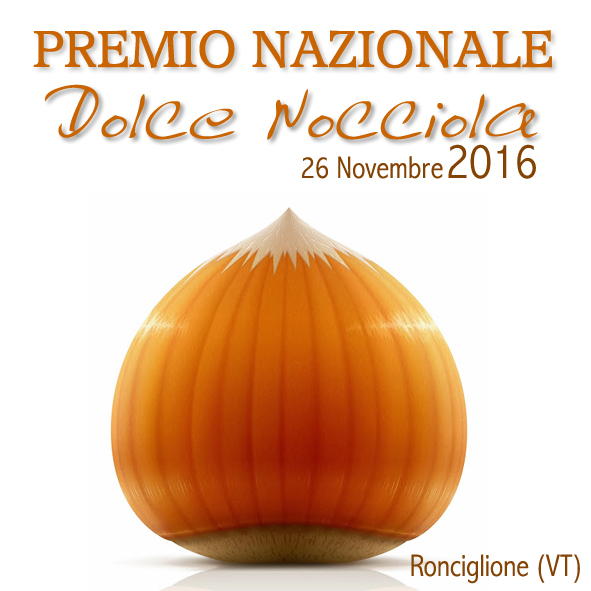 PREMIO NAZIONALE
Dolce Nocciola
26 Novembre 2016
Ronciglione (VT)